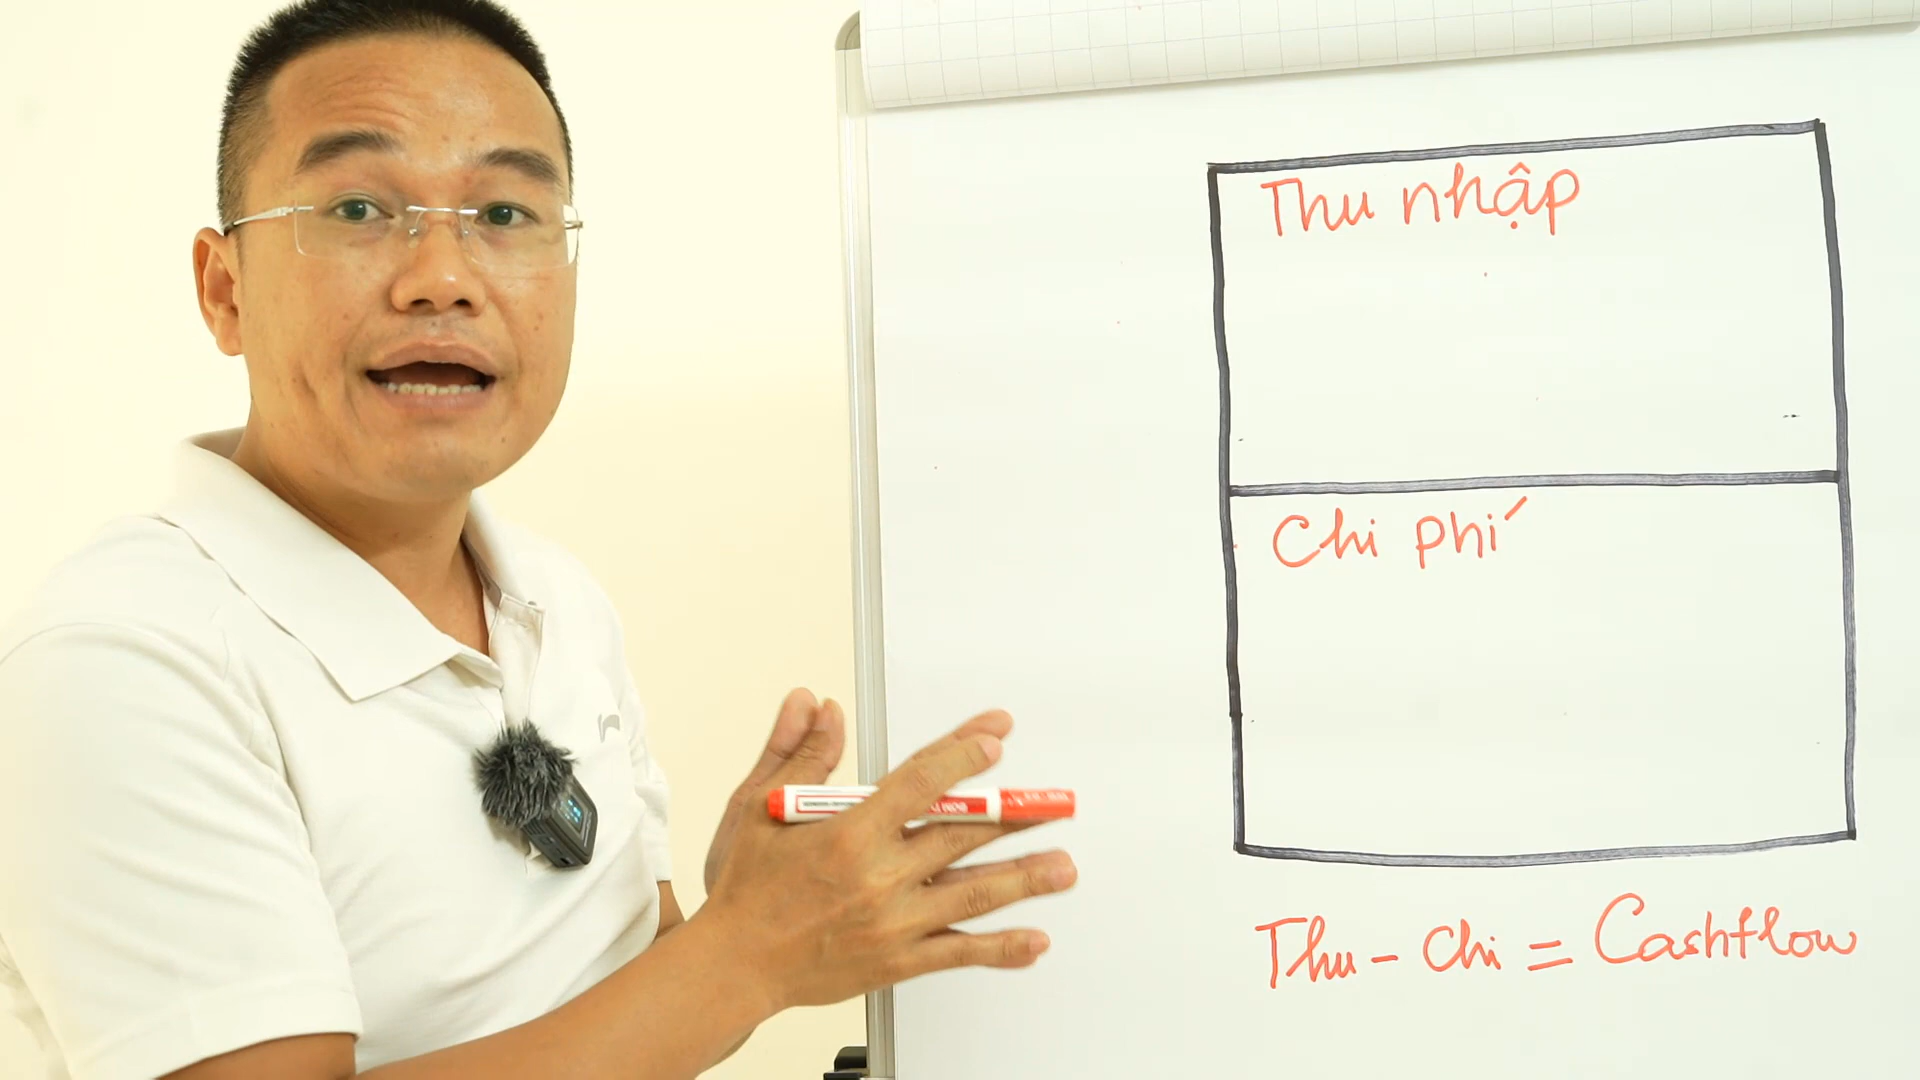 Thu nhập
Chi phí
Thu - Chi = Cashflow